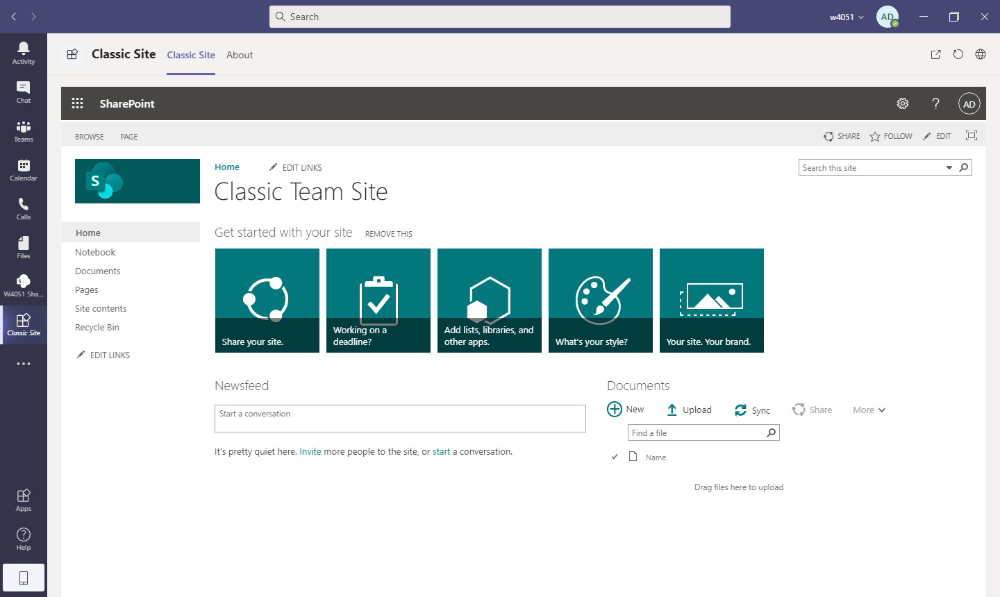 Search
w4051
AD
Activity
Chat
Teams
Calendar
Calls
Files
W4051 Sha...
Classic Site
Apps
Help
Classic Site
Classic Site
About
SharePoint
?
AD
BROWSE
PAGE
SHARE
FOLLOW
EDIT
S
Home
EDIT LINKS
Search this site
Classic Team Site
Home
Notebook
Documents
Pages
Site contents
Recycle Bin
EDIT LINKS
Get started with your site
REMOVE THIS
Share your site.
Working on a
deadline?
Add lists, libraries, and
other apps.
What's your style?
Your site. Your brand.
Newsfeed
Start a conversation
It's pretty quiet here. Invite more people to the site, or start a conversation.
Documents
New
Upload
Sync
Share
More
Find a file
Name
Drag files here to upload